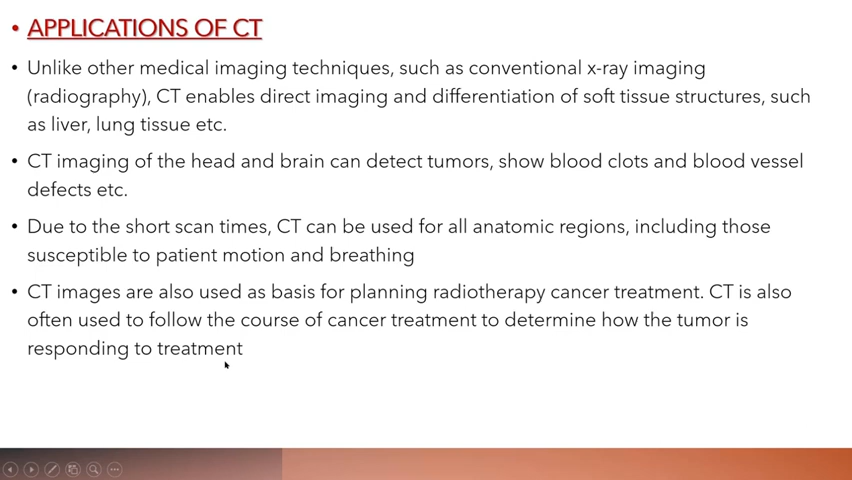 • APPLICATIONS OF CT
• Unlike other medical imaging techniques, such as conventional x-ray imaging
(radiography), CT enables direct imaging and differentiation of soft tissue structures, such
as liver, lung tissue etc.
• CT imaging of the head and brain can detect tumors, show blood clots and blood vessel
defects etc.
• Due to the short scan times, CT can be used for all anatomic regions, including those
susceptible to patient motion and breathing
• CT images are also used as basis for planning radiotherapy cancer treatment. CT is also
often used to follow the course of cancer treatment to determine how the tumor is
responding to treatment